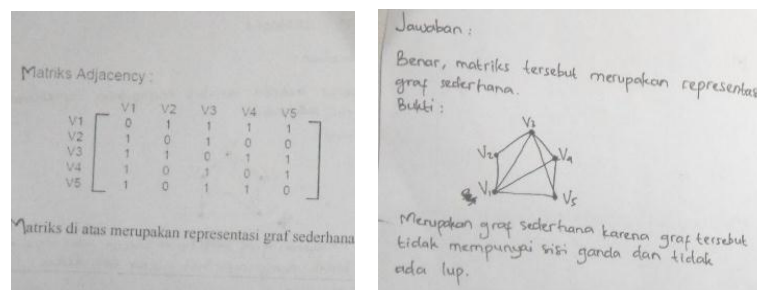 Matriks Adjacency :
V1 V2 V3 V4 V5
V1 0 1 1 1 1
V2 1 0 1 0 0
V3 1 1 0 1 1
V4 1 0 1 0 1
V5 1 0 1 1 0
Matriks di atas merupakan representasi graf sederhana
Jawaban :
Benar, matriks tersebut merupakan representas
graf sederhana.
Bukti :
V3
V2
V4
V1
V5
Merupakan graf sederhana karena graf tersebut
tidak mempunyai sisi ganda dan tidak
ada lup.